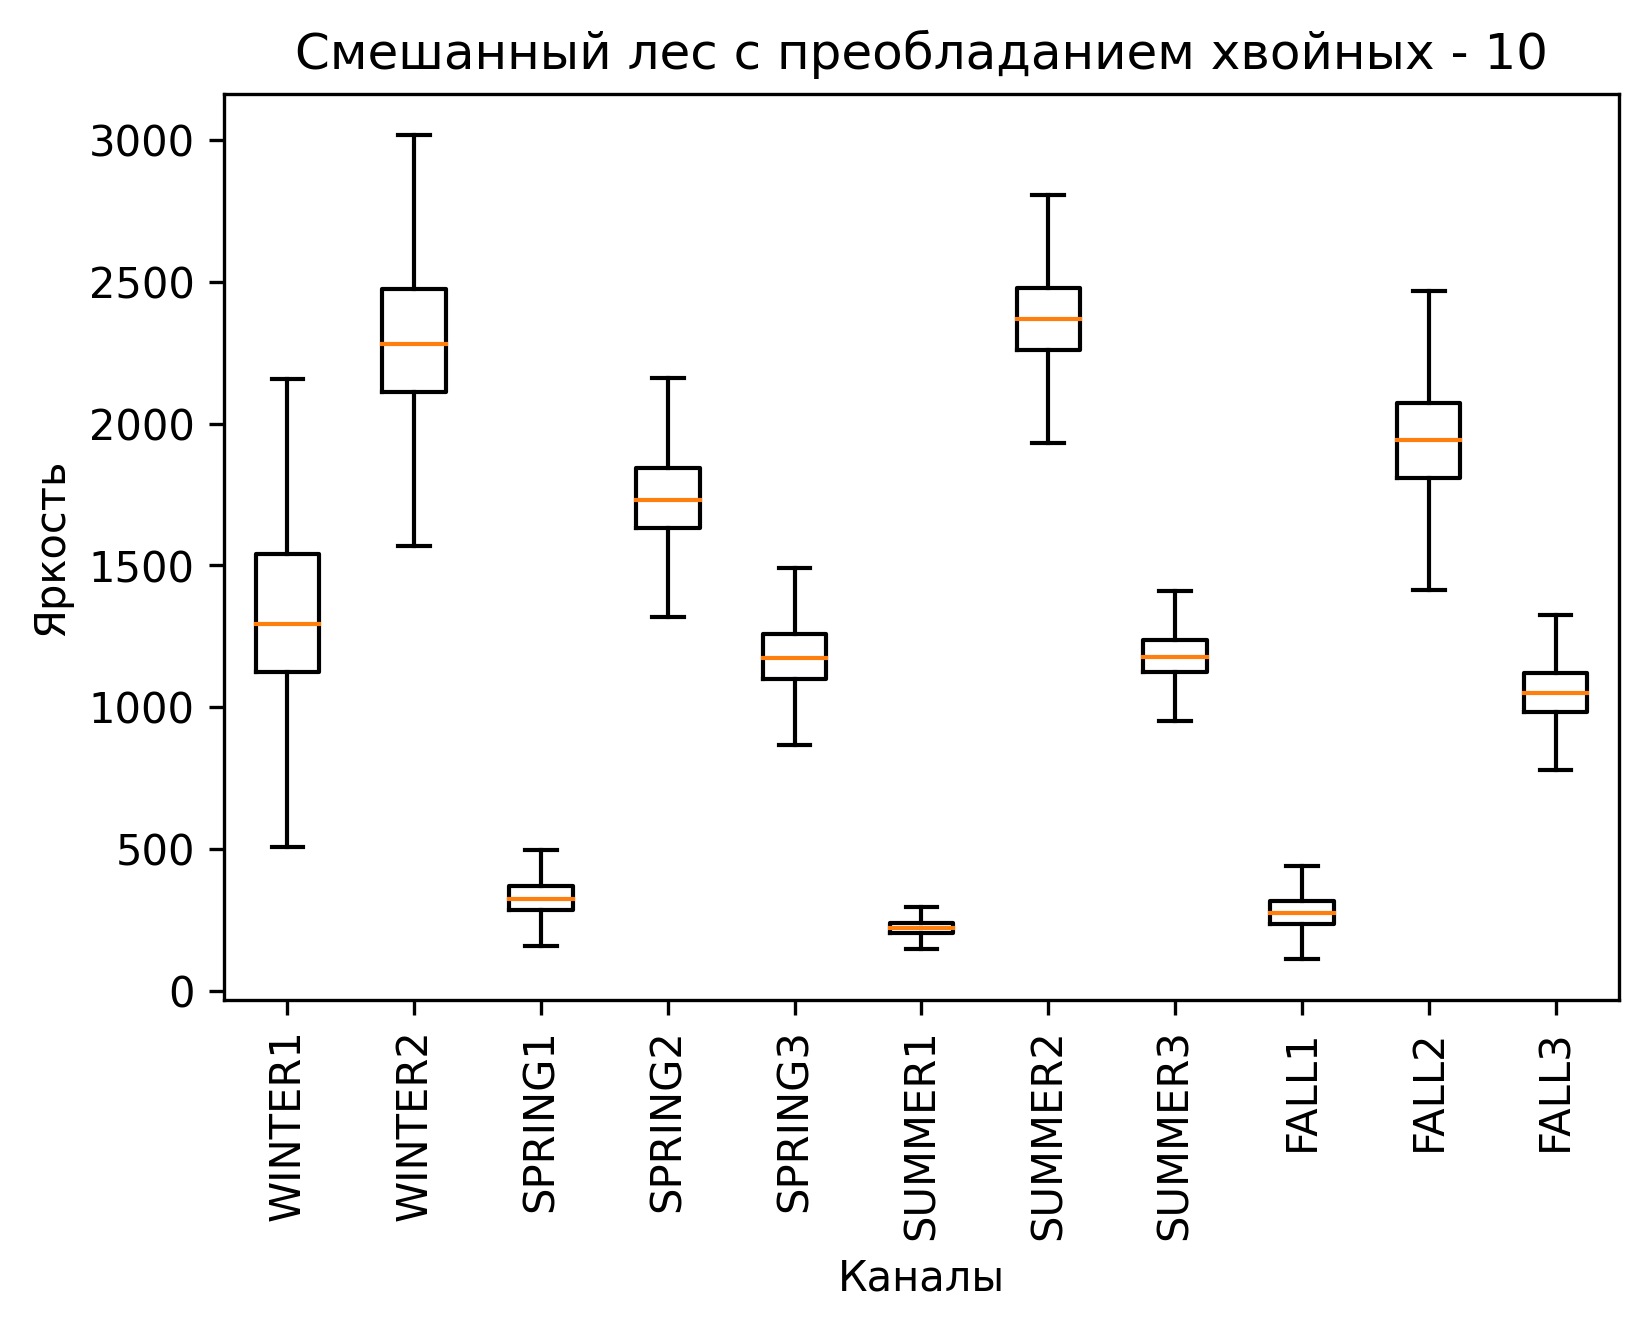 Смешанный лес с преобладанием хвойных - 10
Яркость
3000
2500
2000
1500
1000
500
0
WINTER1
WINTER2
SPRING1
SPRING2
SPRING3
SUMMER1
SUMMER2
SUMMER3
FALL1
FALL2
FALL3
Каналы